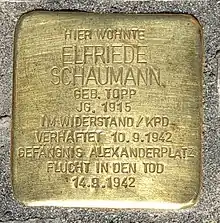 HIER WOHNTE
ELFRIEDE
SCHAUMANN
GEB. TOPP
JG. 1915
IM WIDERSTAND / KPD
VERHAFTET 10.9.1942
GEFÄNGNIS ALEXANDERPLATZ
FLUCHT IN DEN TOD
14.9.1942